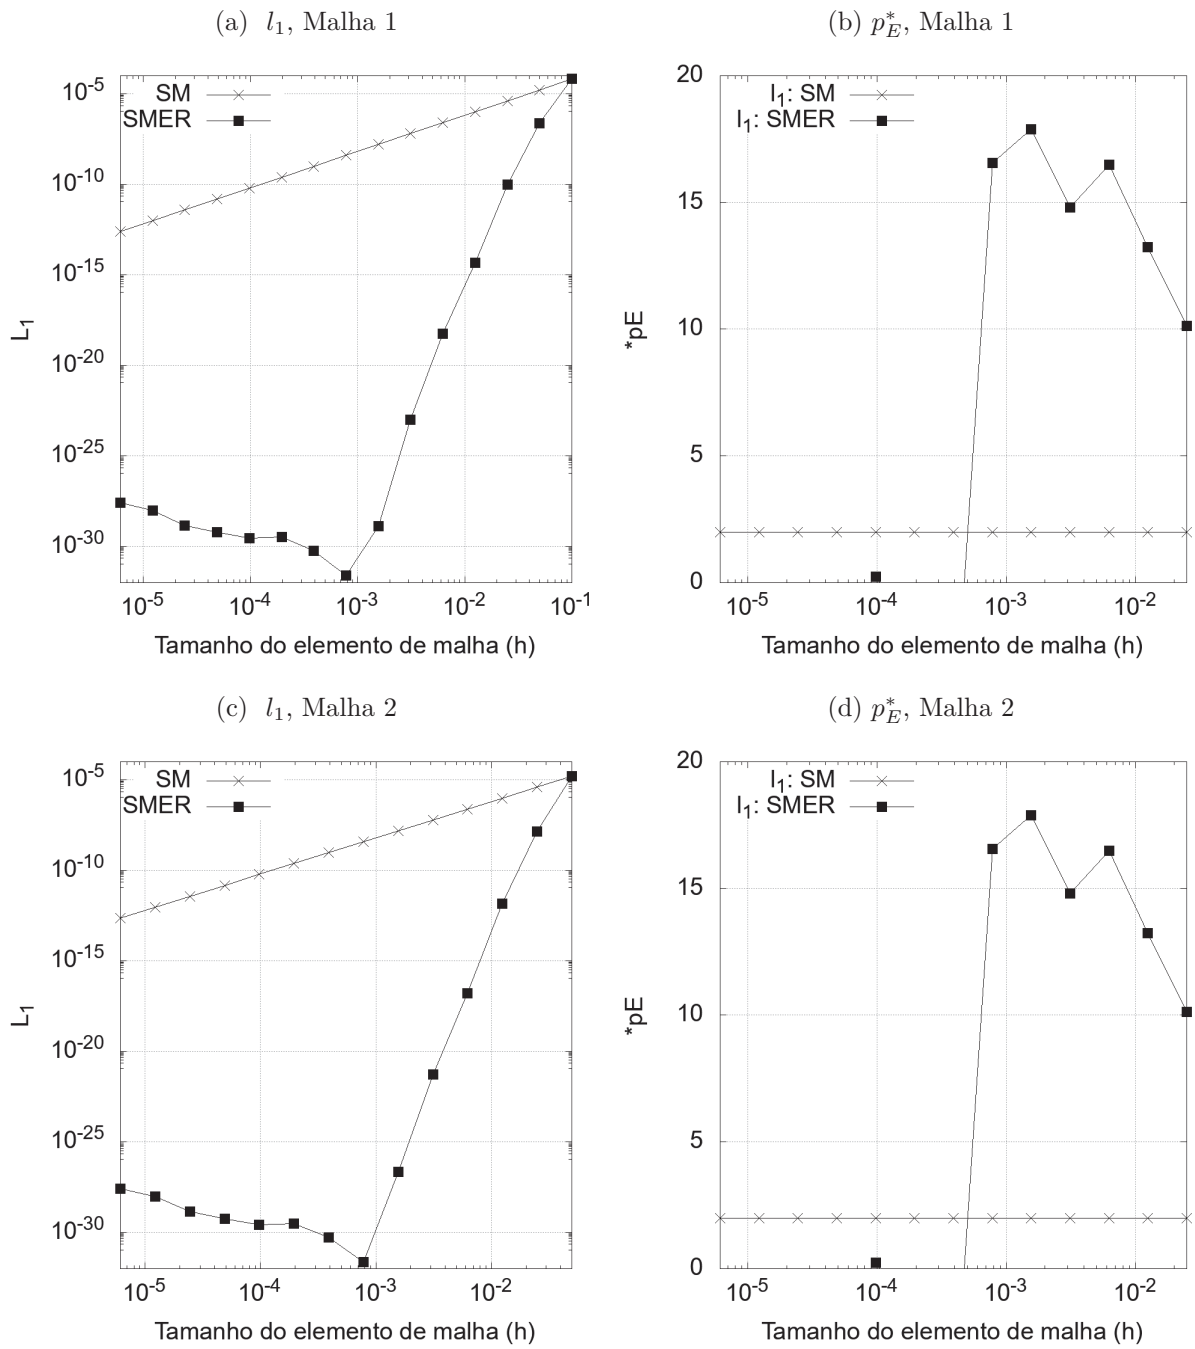 (a) l₁, Malha 1
SM
SMER
10⁻⁵
10⁻¹⁰
10⁻¹⁵
10⁻²⁰
10⁻²⁵
10⁻³⁰
L₁
10⁻⁵ 10⁻⁴ 10⁻³ 10⁻² 10⁻¹
Tamanho do elemento de malha (h)
(b) p*_E, Malha 1
l₁: SM
l₁: SMER
20
15
10
5
0
*pE
10⁻⁵ 10⁻⁴ 10⁻³ 10⁻²
Tamanho do elemento de malha (h)
(c) l₁, Malha 2
SM
SMER
10⁻⁵
10⁻¹⁰
10⁻¹⁵
10⁻²⁰
10⁻²⁵
10⁻³⁰
L₁
10⁻⁵ 10⁻⁴ 10⁻³ 10⁻²
Tamanho do elemento de malha (h)
(d) p*_E, Malha 2
l₁: SM
l₁: SMER
20
15
10
5
0
*pE
10⁻⁵ 10⁻⁴ 10⁻³ 10⁻²
Tamanho do elemento de malha (h)